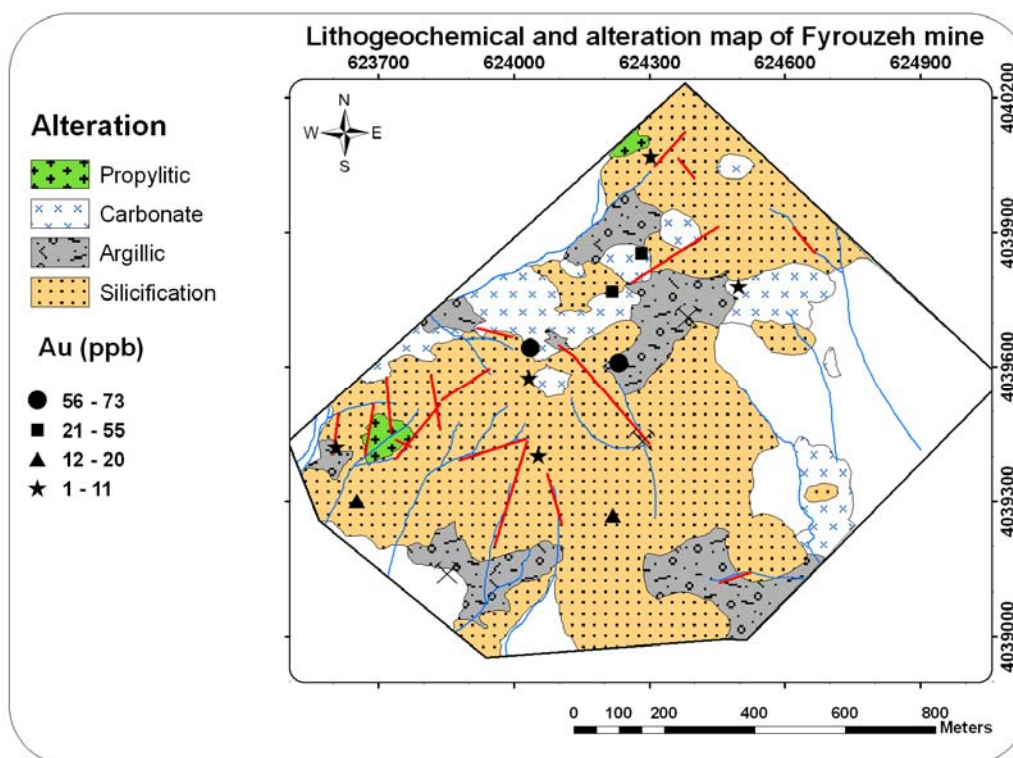 Lithogeochemical and alteration map of Fyrouzeh mine
623700 624000 624300 624600 624900
N
W E
S
Alteration
Propylitic
Carbonate
Argillic
Silicification
Au (ppb)
56 - 73
21 - 55
12 - 20
1 - 11
4040200
4039900
4039600
4039300
4039000
0 100 200 400 600 800
Meters